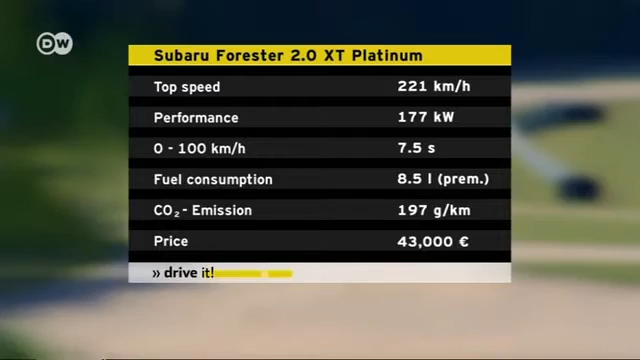 DW
Subaru Forester 2.0 XT Platinum
Top speed 221 km/h
Performance 177 kW
0 - 100 km/h 7.5 s
Fuel consumption 8.5 l (prem.)
CO₂- Emission 197 g/km
Price 43,000 €
» drive it!